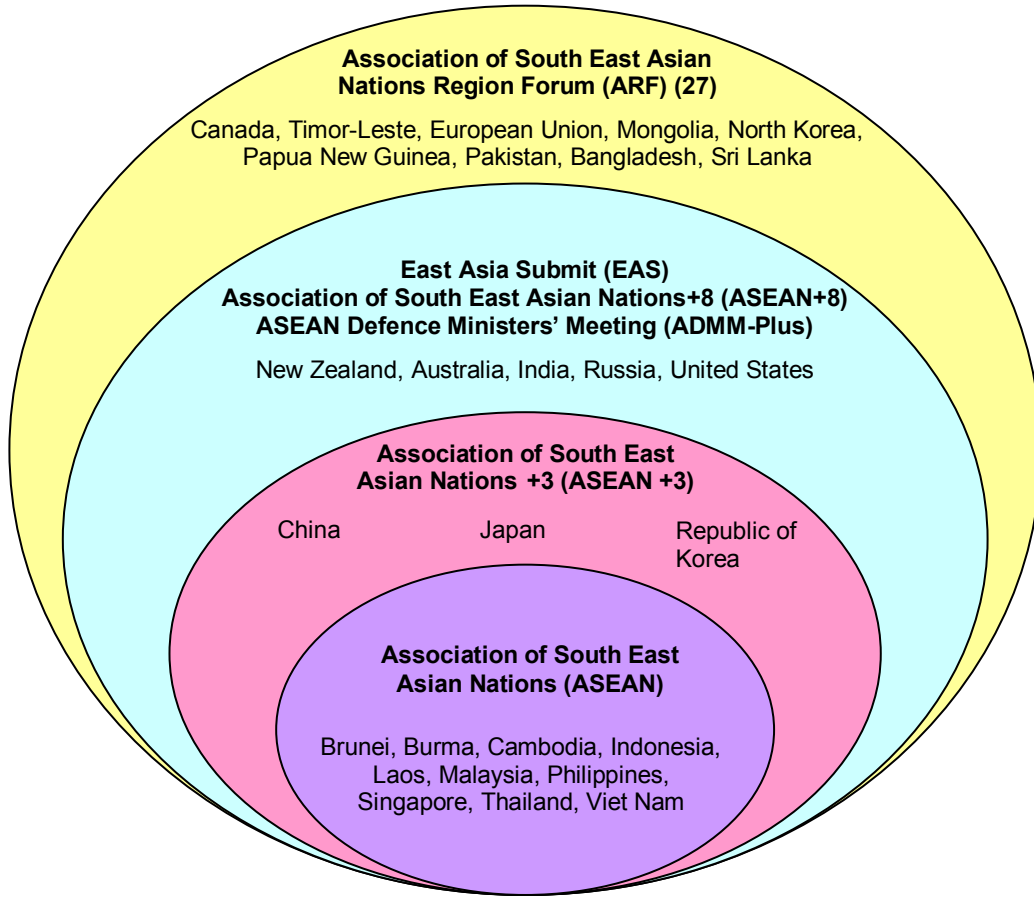 Association of South East Asian
Nations Region Forum (ARF) (27)
Canada, Timor-Leste, European Union, Mongolia, North Korea,
Papua New Guinea, Pakistan, Bangladesh, Sri Lanka
East Asia Submit (EAS)
Association of South East Asian Nations+8 (ASEAN+8)
ASEAN Defence Ministers’ Meeting (ADMM-Plus)
New Zealand, Australia, India, Russia, United States
Association of South East
Asian Nations +3 (ASEAN +3)
China Japan Republic of
Korea
Association of South East
Asian Nations (ASEAN)
Brunei, Burma, Cambodia, Indonesia,
Laos, Malaysia, Philippines,
Singapore, Thailand, Viet Nam